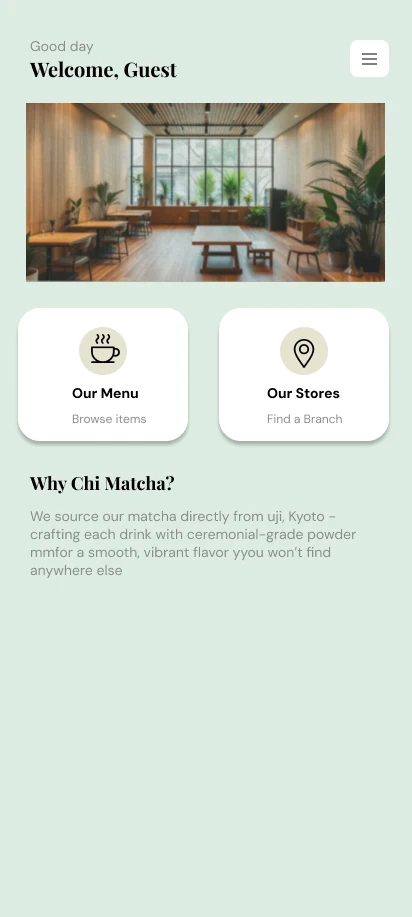 Good day
Welcome, Guest
Our Menu
Browse items
Our Stores
Find a Branch
Why Chi Matcha?
We source our matcha directly from uji, Kyoto -
crafting each drink with ceremonial-grade powder
mmfor a smooth, vibrant flavor yyou won't find
anywhere else